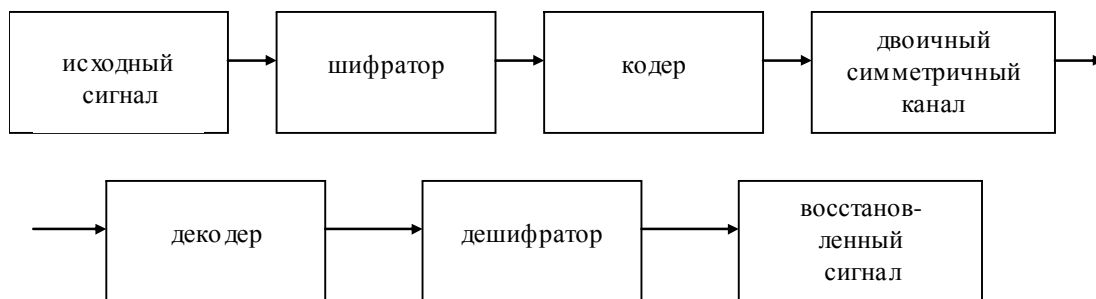 исходный
сигнал
шифратор
кодер
двоичный
симметричный
канал
декодер
дешифратор
восстанов-
ленный
сигнал